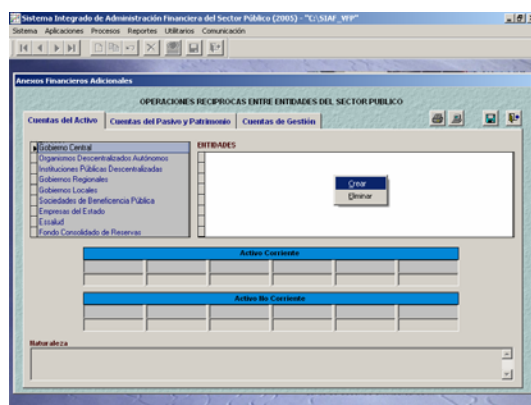 Sistema Integrado de Administración Financiera del Sector Público (2005) - "C:\SIAF_VFP"
Sistema Aplicaciones Procesos Reportes Utilitarios Comunicación
Anexos Financieros Adicionales
OPERACIONES RECIPROCAS ENTRE ENTIDADES DEL SECTOR PUBLICO
Cuentas del Activo Cuentas del Pasivo y Patrimonio Cuentas de Gestión
ENTIDADES
Gobierno Central
Organismos Descentralizados Autónomos
Instituciones Públicas Descentralizadas
Gobiernos Regionales
Gobiernos Locales
Sociedades de Beneficencia Pública
Empresas del Estado
Essalud
Fondo Consolidado de Reservas
Crear
Eliminar
Activo Corriente
Activo No Corriente
Naturaleza